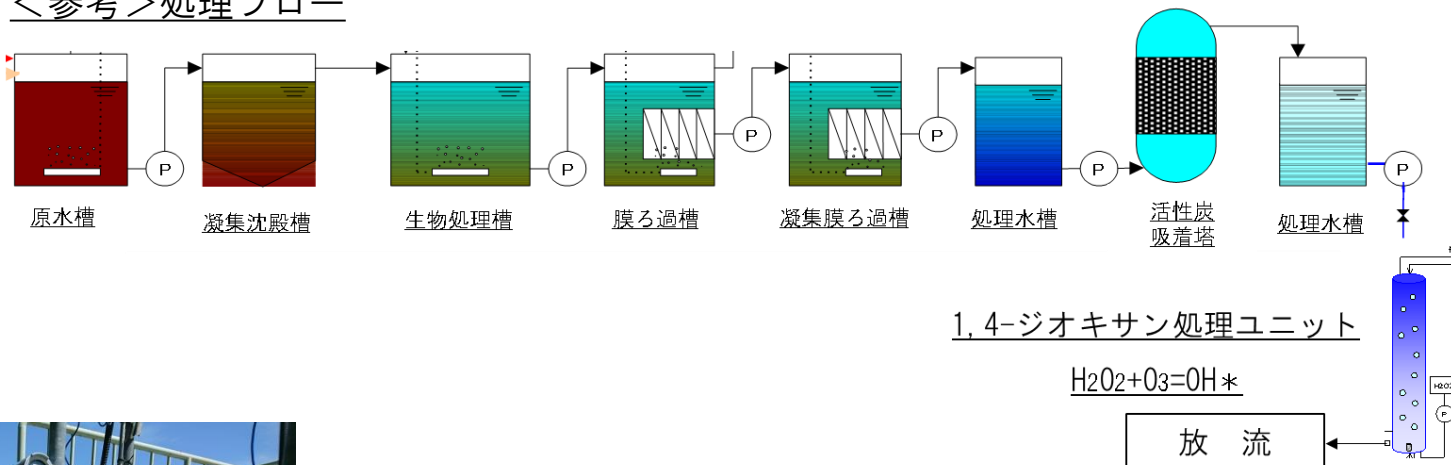 ＜参考＞処理フロー
P
P
P
P
P
P
原水槽
凝集沈殿槽
生物処理槽
膜ろ過槽
凝集膜ろ過槽
処理水槽
活性炭
吸着塔
処理水槽
1,4-ジオキサン処理ユニット
H2O2+O3=OH*
H2O2
P
放 流